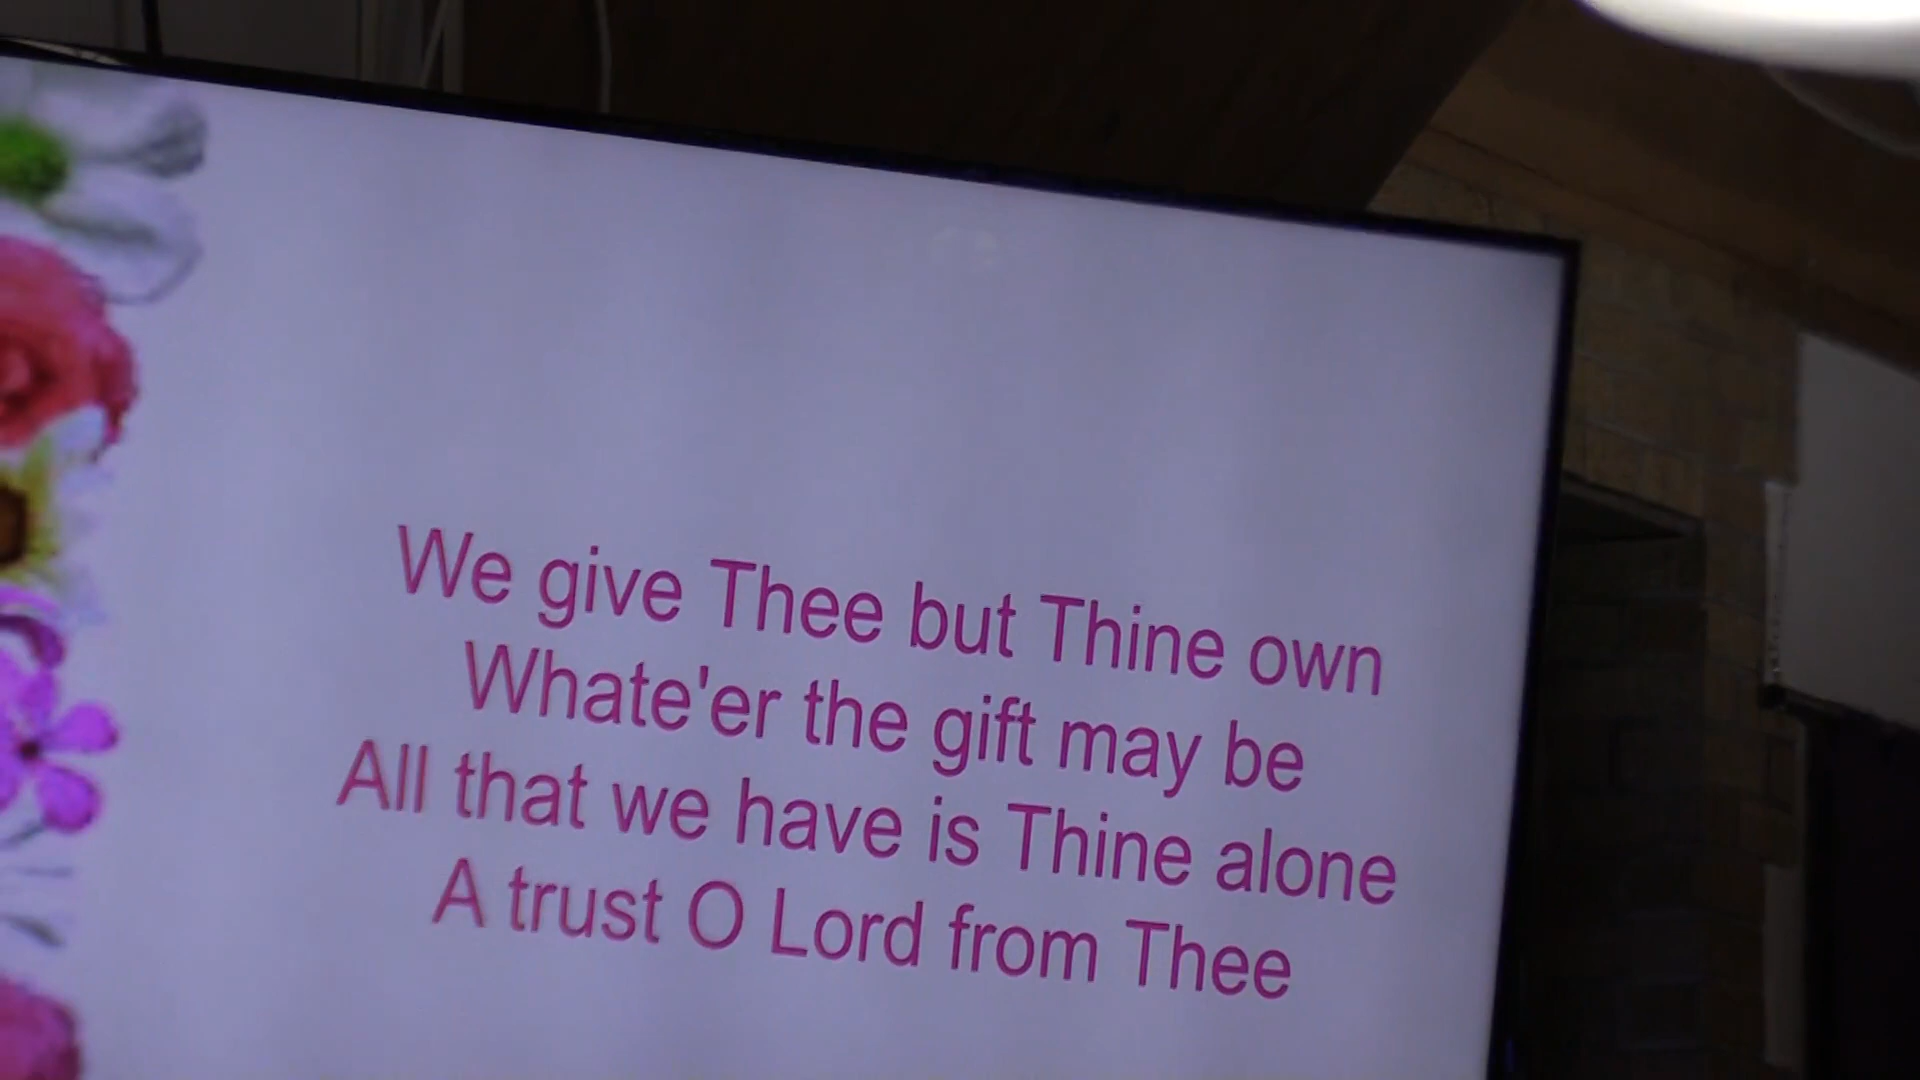 We give Thee but Thine own
Whate'er the gift may be
All that we have is Thine alone
A trust O Lord from Thee